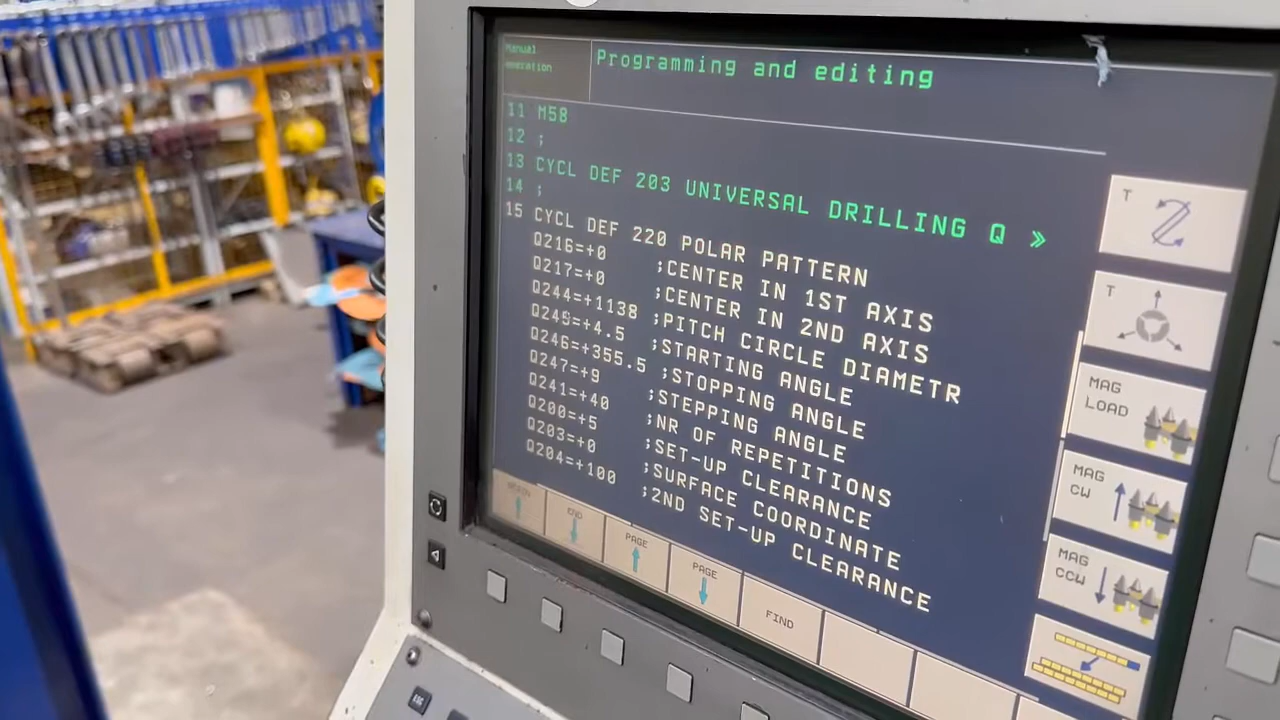 Manual
operation
Programming and editing
11 M58
12 ;
13 CYCL DEF 203 UNIVERSAL DRILLING Q »
14 ;
15 CYCL DEF 220 POLAR PATTERN
Q216=+0 ;CENTER IN 1ST AXIS
Q217=+0 ;CENTER IN 2ND AXIS
Q244=+1138 ;PITCH CIRCLE DIAMETR
Q245=+4.5 ;STARTING ANGLE
Q246=+355.5 ;STOPPING ANGLE
Q247=+9 ;STEPPING ANGLE
Q241=+40 ;NR OF REPETITIONS
Q200=+5 ;SET-UP CLEARANCE
Q203=+0 ;SURFACE COORDINATE
Q204=+100 ;2ND SET-UP CLEARANCE
T
T
MAG
LOAD
MAG
CW
MAG
CCW
BEGIN
END
PAGE
PAGE
FIND